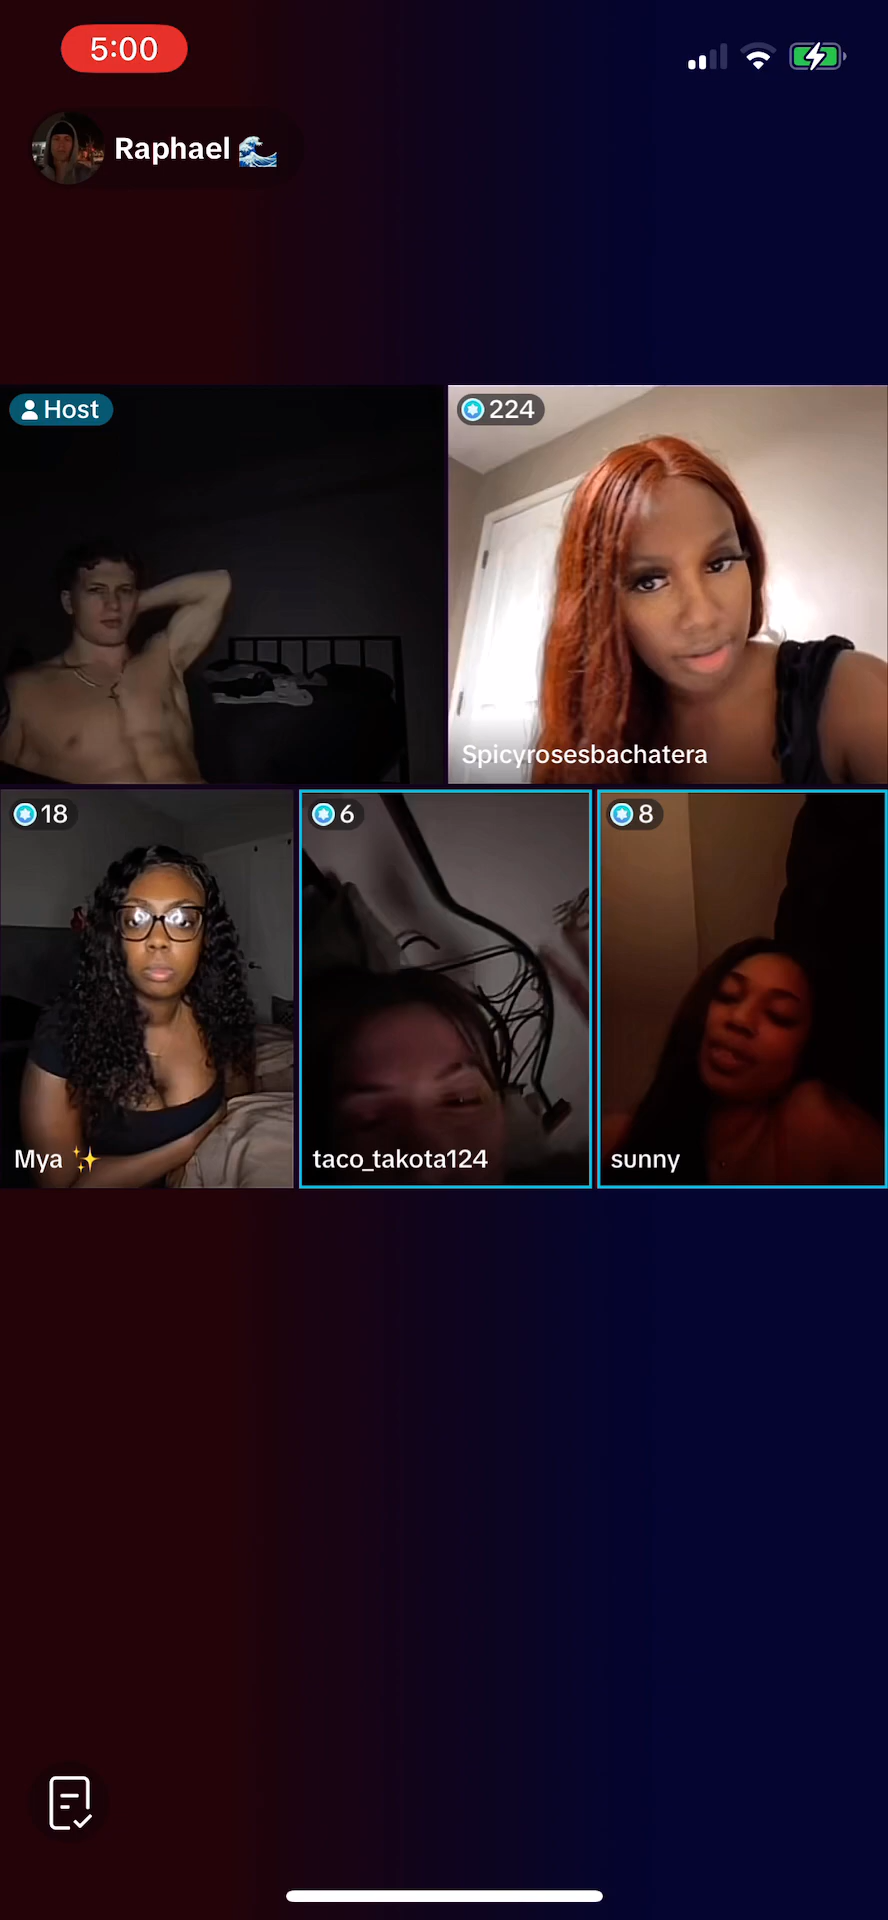 5:00
Raphael 🌊
Host
224
Spicyrosesbachatera
18
6
8
Mya ✨
taco_takota124
sunny